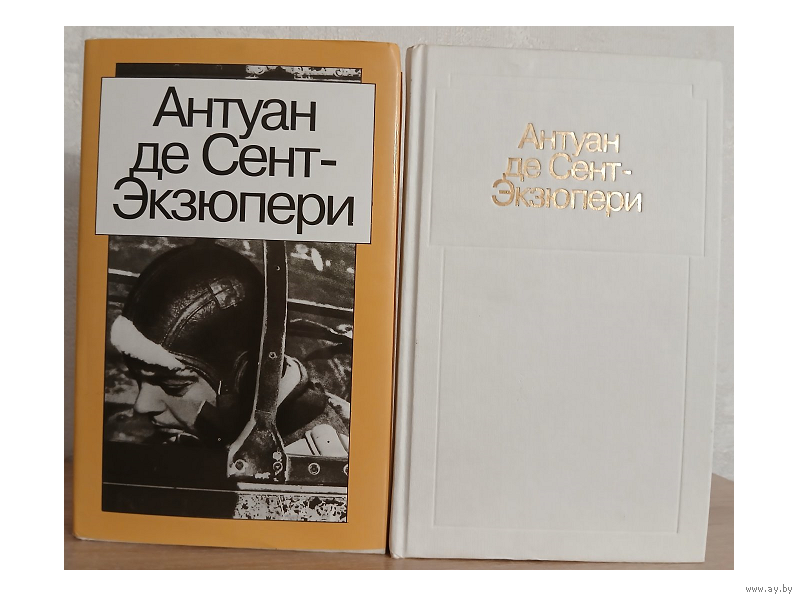 Антуан
де Сент-
Экзюпери
Антуан
де Сент-
Экзюпери
www.ay.by